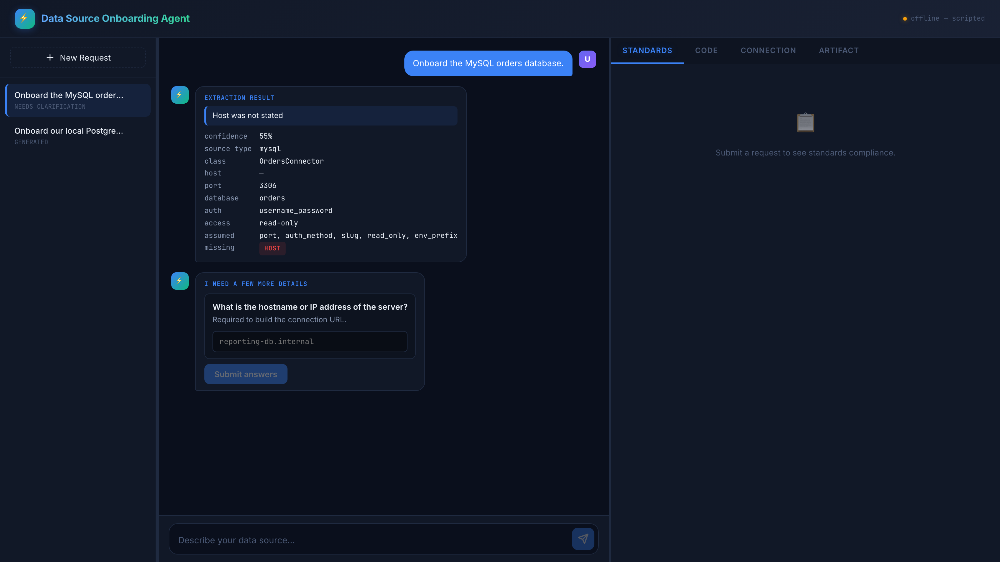 Data Source Onboarding Agent
offline — scripted
+ New Request
Onboard the MySQL order...
NEEDS_CLARIFICATION
Onboard our local Postgre...
GENERATED
Onboard the MySQL orders database.
U
EXTRACTION RESULT
Host was not stated
confidence 55%
source type mysql
class OrdersConnector
host —
port 3306
database orders
auth username_password
access read-only
assumed port, auth_method, slug, read_only, env_prefix
missing HOST
I NEED A FEW MORE DETAILS
What is the hostname or IP address of the server?
Required to build the connection URL.
reporting-db.internal
Submit answers
Describe your data source...
STANDARDS CODE CONNECTION ARTIFACT
Submit a request to see standards compliance.